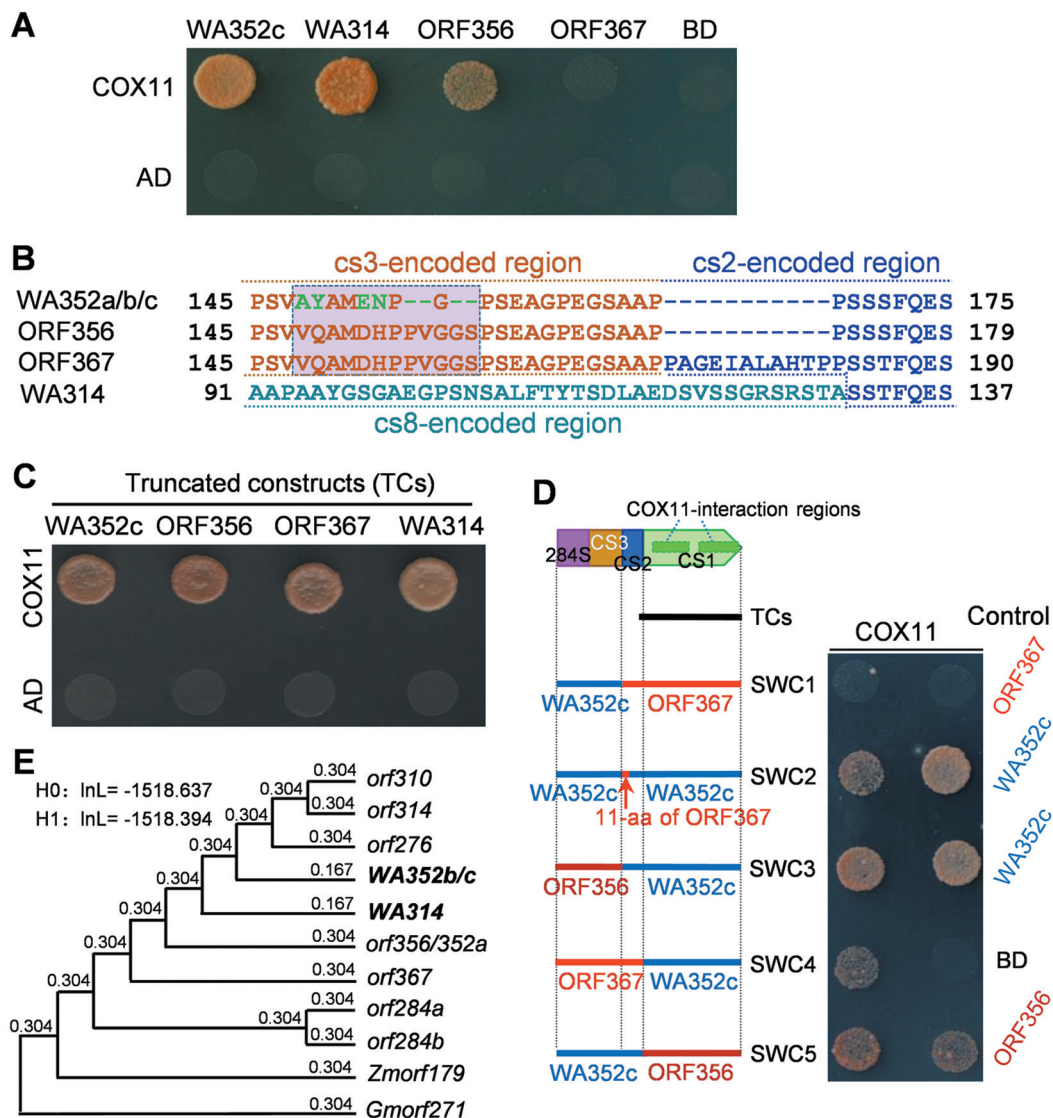 A
WA352c WA314 ORF356 ORF367 BD
COX11
AD
B
cs3-encoded region cs2-encoded region
WA352a/b/c 145 PSVAYAMENP--G--PSEAGPEGSAAP-----------PSSSFQES 175
ORF356 145 PSVVQAMDHPPVGGSPSEAGPEGSAAP-----------PSSSFQES 179
ORF367 145 PSVVQAMDHPPVGGSPSEAGPEGSAAPPAGEIALAHTPPSSTFQES 190
WA314 91 AAPAAYGSGAEGPSNSALFTYTSDLAEDSVSSGRSRSTASSTFQES 137
cs8-encoded region
C
Truncated constructs (TCs)
WA352c ORF356 ORF367 WA314
COX11
AD
D
COX11-interaction regions
284S CS3 CS2 CS1
TCs
SWC1
WA352c ORF367
SWC2
WA352c WA352c
11-aa of ORF367
SWC3
ORF356 WA352c
SWC4
ORF367 WA352c
SWC5
WA352c ORF356
COX11 Control
ORF367
WA352c
WA352c
BD
ORF356
E
H0: lnL= -1518.637
H1: lnL= -1518.394
0.304 orf310
0.304
0.304 orf314
0.304
0.304 orf276
0.304
0.167 WA352b/c
0.304
0.167 WA314
0.304
0.304 orf356/352a
0.304
0.304 orf367
0.304
0.304 orf284a
0.304
0.304 orf284b
0.304
0.304 Zmorf179
0.304 Gmorf271